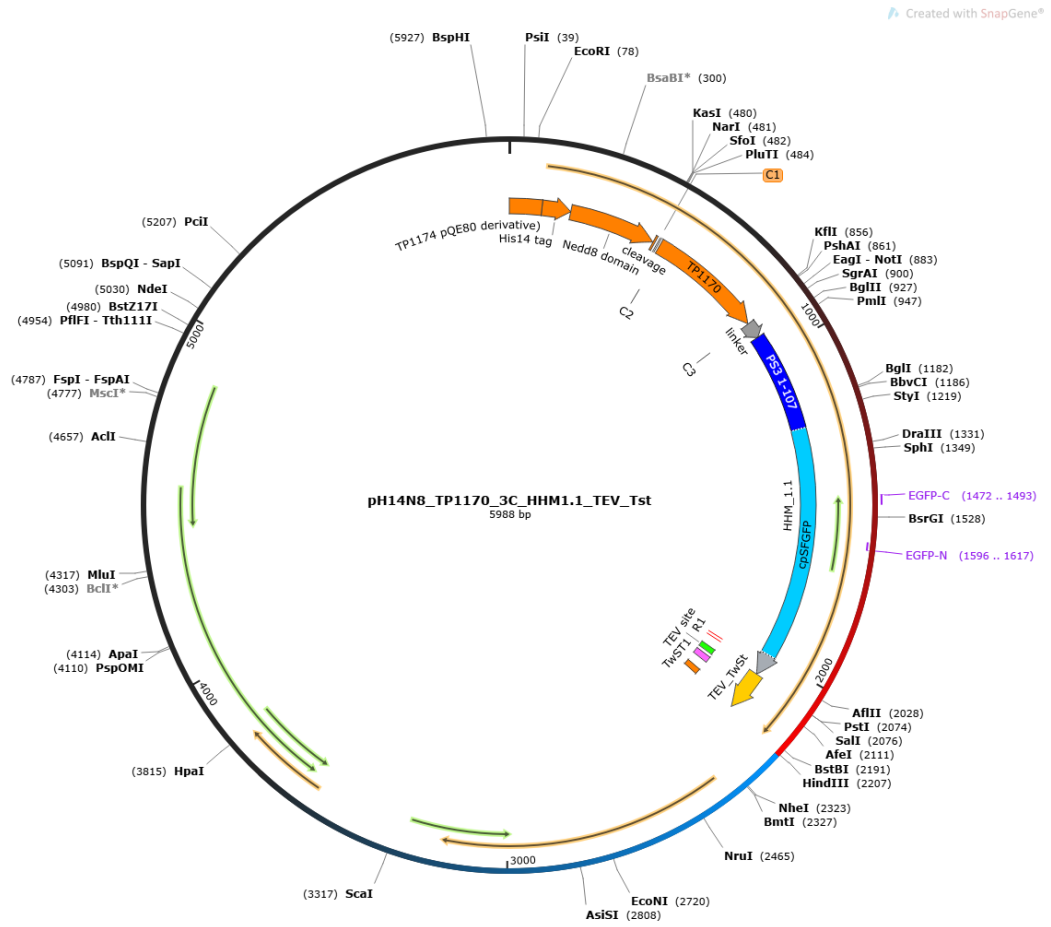 Created with SnapGene®
(5927) BspHI
PsiI (39)
EcoRI (78)
BsaBI* (300)
KasI (480)
NarI (481)
SfoI (482)
PluTI (484)
C1
(5207) PciI
(5091) BspQI - SapI
(5030) NdeI
(4980) BstZ17I
(4954) PflFI - Tth111I
5000
(4787) FspI - FspAI
(4777) MscI*
(4657) AclI
TP1174 pQE80 derivative)
His14 tag
Nedd8 domain
cleavage
TP1170
C2
linker
C3
PS3 1-107
KflI (856)
PshAI (861)
EagI - NotI (883)
SgrAI (900)
BglII (927)
PmlI (947)
1000
BglI (1182)
BbvCI (1186)
StyI (1219)
DraIII (1331)
SphI (1349)
EGFP-C (1472 .. 1493)
BsrGI (1528)
EGFP-N (1596 .. 1617)
pH14N8_TP1170_3C_HHM1.1_TEV_Tst
5988 bp
HHM_1.1
cpSFGFP
(4317) MluI
(4303) BclI*
(4114) ApaI
(4110) PspOMI
4000
(3815) HpaI
TEV site
R1
TwST1
TEV_TwSt
2000
AflII (2028)
PstI (2074)
SalI (2076)
AfeI (2111)
BstBI (2191)
HindIII (2207)
NheI (2323)
BmtI (2327)
NruI (2465)
3000
(3317) ScaI
EcoNI (2720)
AsiSI (2808)